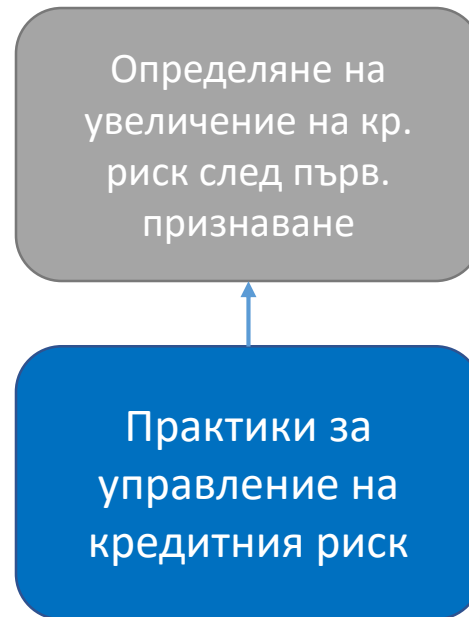 Определяне на
увеличение на кр.
риск след първ.
признаване
Практики за
управление на
кредитния риск